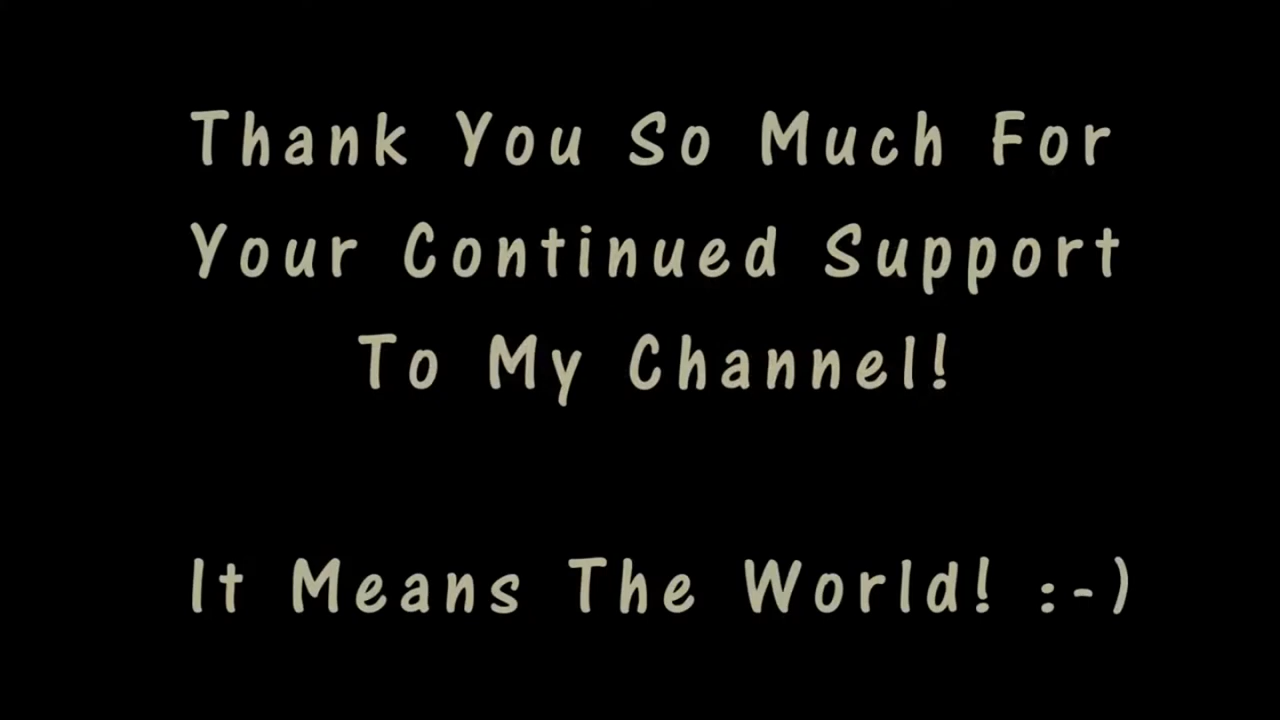 Thank You So Much For
Your Continued Support
To My Channel!
It Means The World! :-)